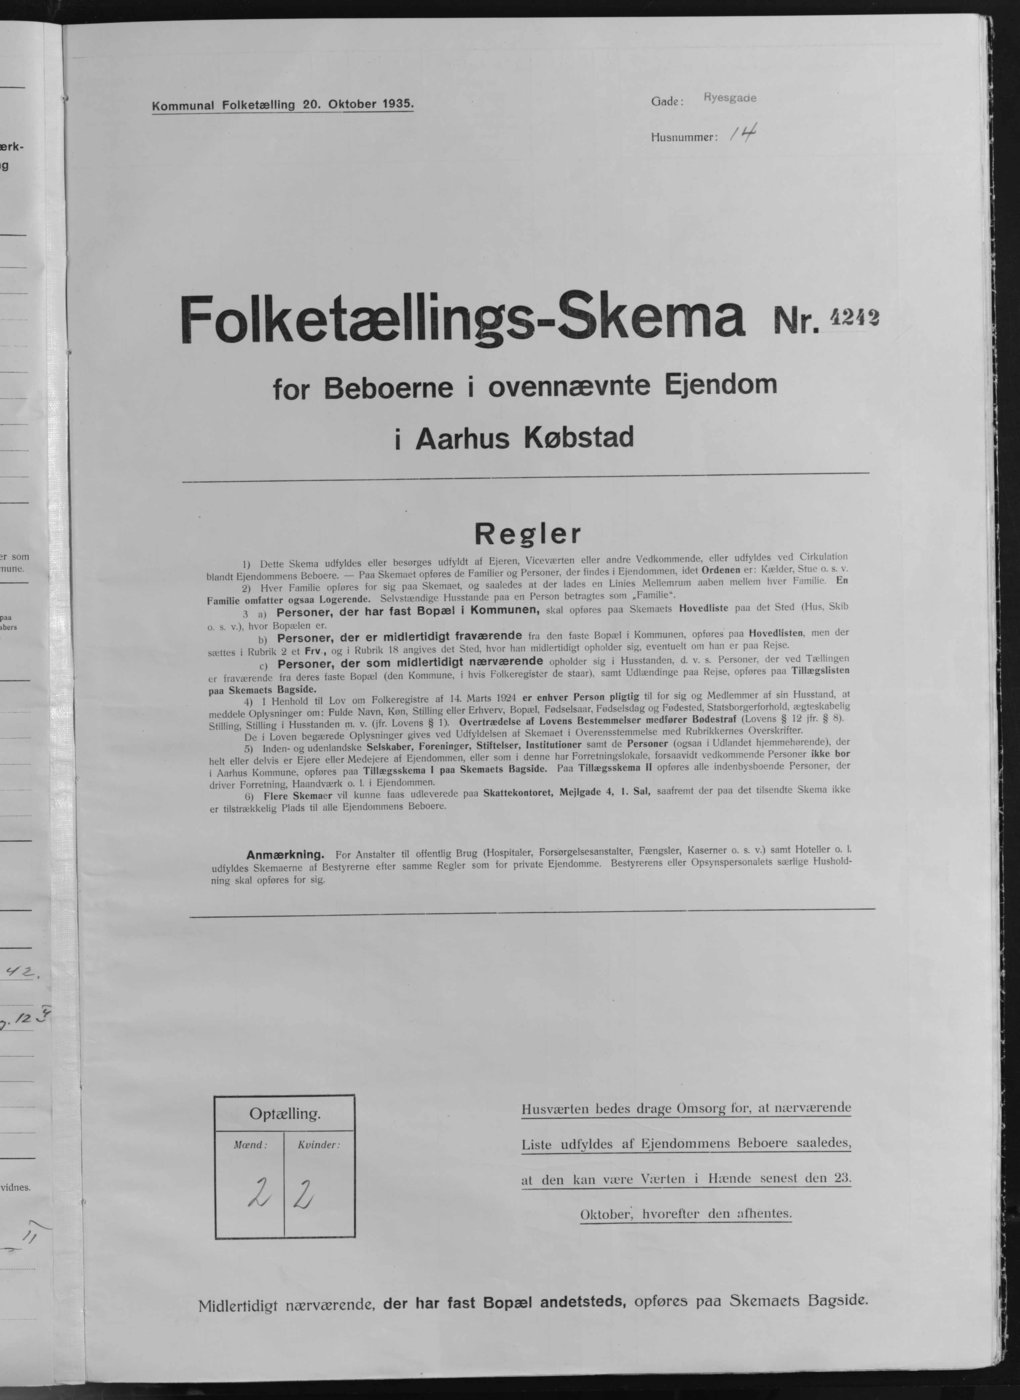 Kommunal Folketælling 20. Oktober 1935.
Gade: Ryesgade
Husnummer: 14
Folketællings-Skema Nr. 4242
for Beboerne i ovennævnte Ejendom
i Aarhus Købstad
Regler
1) Dette Skema udfyldes eller besørges udfyldt af Ejeren, Viceværten eller andre Vedkommende, eller udfyldes ved Cirkulation
blandt Ejendommens Beboere. — Paa Skemaet opføres de Familier og Personer, der findes i Ejendommen, idet Ordenen er: Kælder, Stue o. s. v.
2) Hver Familie opføres for sig paa Skemaet, og saaledes at der lades en Linies Mellemrum aaben mellem hver Familie. En
Familie omfatter ogsaa Logerende. Selvstændige Husstande paa en Person betragtes som „Familie“.
3 a) Personer, der har fast Bopæl i Kommunen, skal opføres paa Skemaets Hovedliste paa det Sted (Hus, Skib
o. s. v.), hvor Bopælen er.
b) Personer, der er midlertidigt fraværende fra den faste Bopæl i Kommunen, opføres paa Hovedlisten, men der
sættes i Rubrik 2 et Frv., og i Rubrik 18 angives det Sted, hvor han midlertidigt opholder sig, eventuelt om han er paa Rejse.
c) Personer, der som midlertidigt nærværende opholder sig i Husstanden, d. v. s. Personer, der ved Tællingen
er fraværende fra deres faste Bopæl (den Kommune, i hvis Folkeregister de staar), samt Udlændinge paa Rejse, opføres paa Tillægslisten
paa Skemaets Bagside.
4) I Henhold til Lov om Folkeregistre af 14. Marts 1924 er enhver Person pligtig til for sig og Medlemmer af sin Husstand, at
meddele Oplysninger om: Fulde Navn, Køn, Stilling eller Erhverv, Bopæl, Fødselsaar, Fødselsdag og Fødested, Statsborgerforhold, ægteskabelig
Stilling, Stilling i Husstanden m. v. (jfr. Lovens § 1). Overtrædelse af Lovens Bestemmelser medfører Bødestraf (Lovens § 12 jfr. § 8).
De i Loven begærede Oplysninger gives ved Udfyldelsen af Skemaet i Overensstemmelse med Rubrikkernes Overskrifter.
5) Inden- og udenlandske Selskaber, Foreninger, Stiftelser, Institutioner samt de Personer (ogsaa i Udlandet hjemmehørende), der
helt eller delvis er Ejere eller Medejere af Ejendommen, eller som i denne har Forretningslokale, forsaavidt vedkommende Personer ikke bor
i Aarhus Kommune, opføres paa Tillægsskema I paa Skemaets Bagside. Paa Tillægsskema II opføres alle indenbysboende Personer, der
driver Forretning, Haandværk o. l. i Ejendommen.
6) Flere Skemaer vil kunne faas udleverede paa Skattekontoret, Mejlgade 4, 1. Sal, saafremt der paa det tilsendte Skema ikke
er tilstrækkelig Plads til alle Ejendommens Beboere.
Anmærkning. For Anstalter til offentlig Brug (Hospitaler, Forsørgelsesanstalter, Fængsler, Kaserner o. s. v.) samt Hoteller o. l.
udfyldes Skemaerne af Bestyrerne efter samme Regler som for private Ejendomme. Bestyrerens eller Opsynspersonalets særlige Hushold-
ning skal opføres for sig.
Optælling.
Mænd: Kvinder:
2 2
Husværten bedes drage Omsorg for, at nærværende
Liste udfyldes af Ejendommens Beboere saaledes,
at den kan være Værten i Hænde senest den 23.
Oktober, hvorefter den afhentes.
Midlertidigt nærværende, der har fast Bopæl andetsteds, opføres paa Skemaets Bagside.